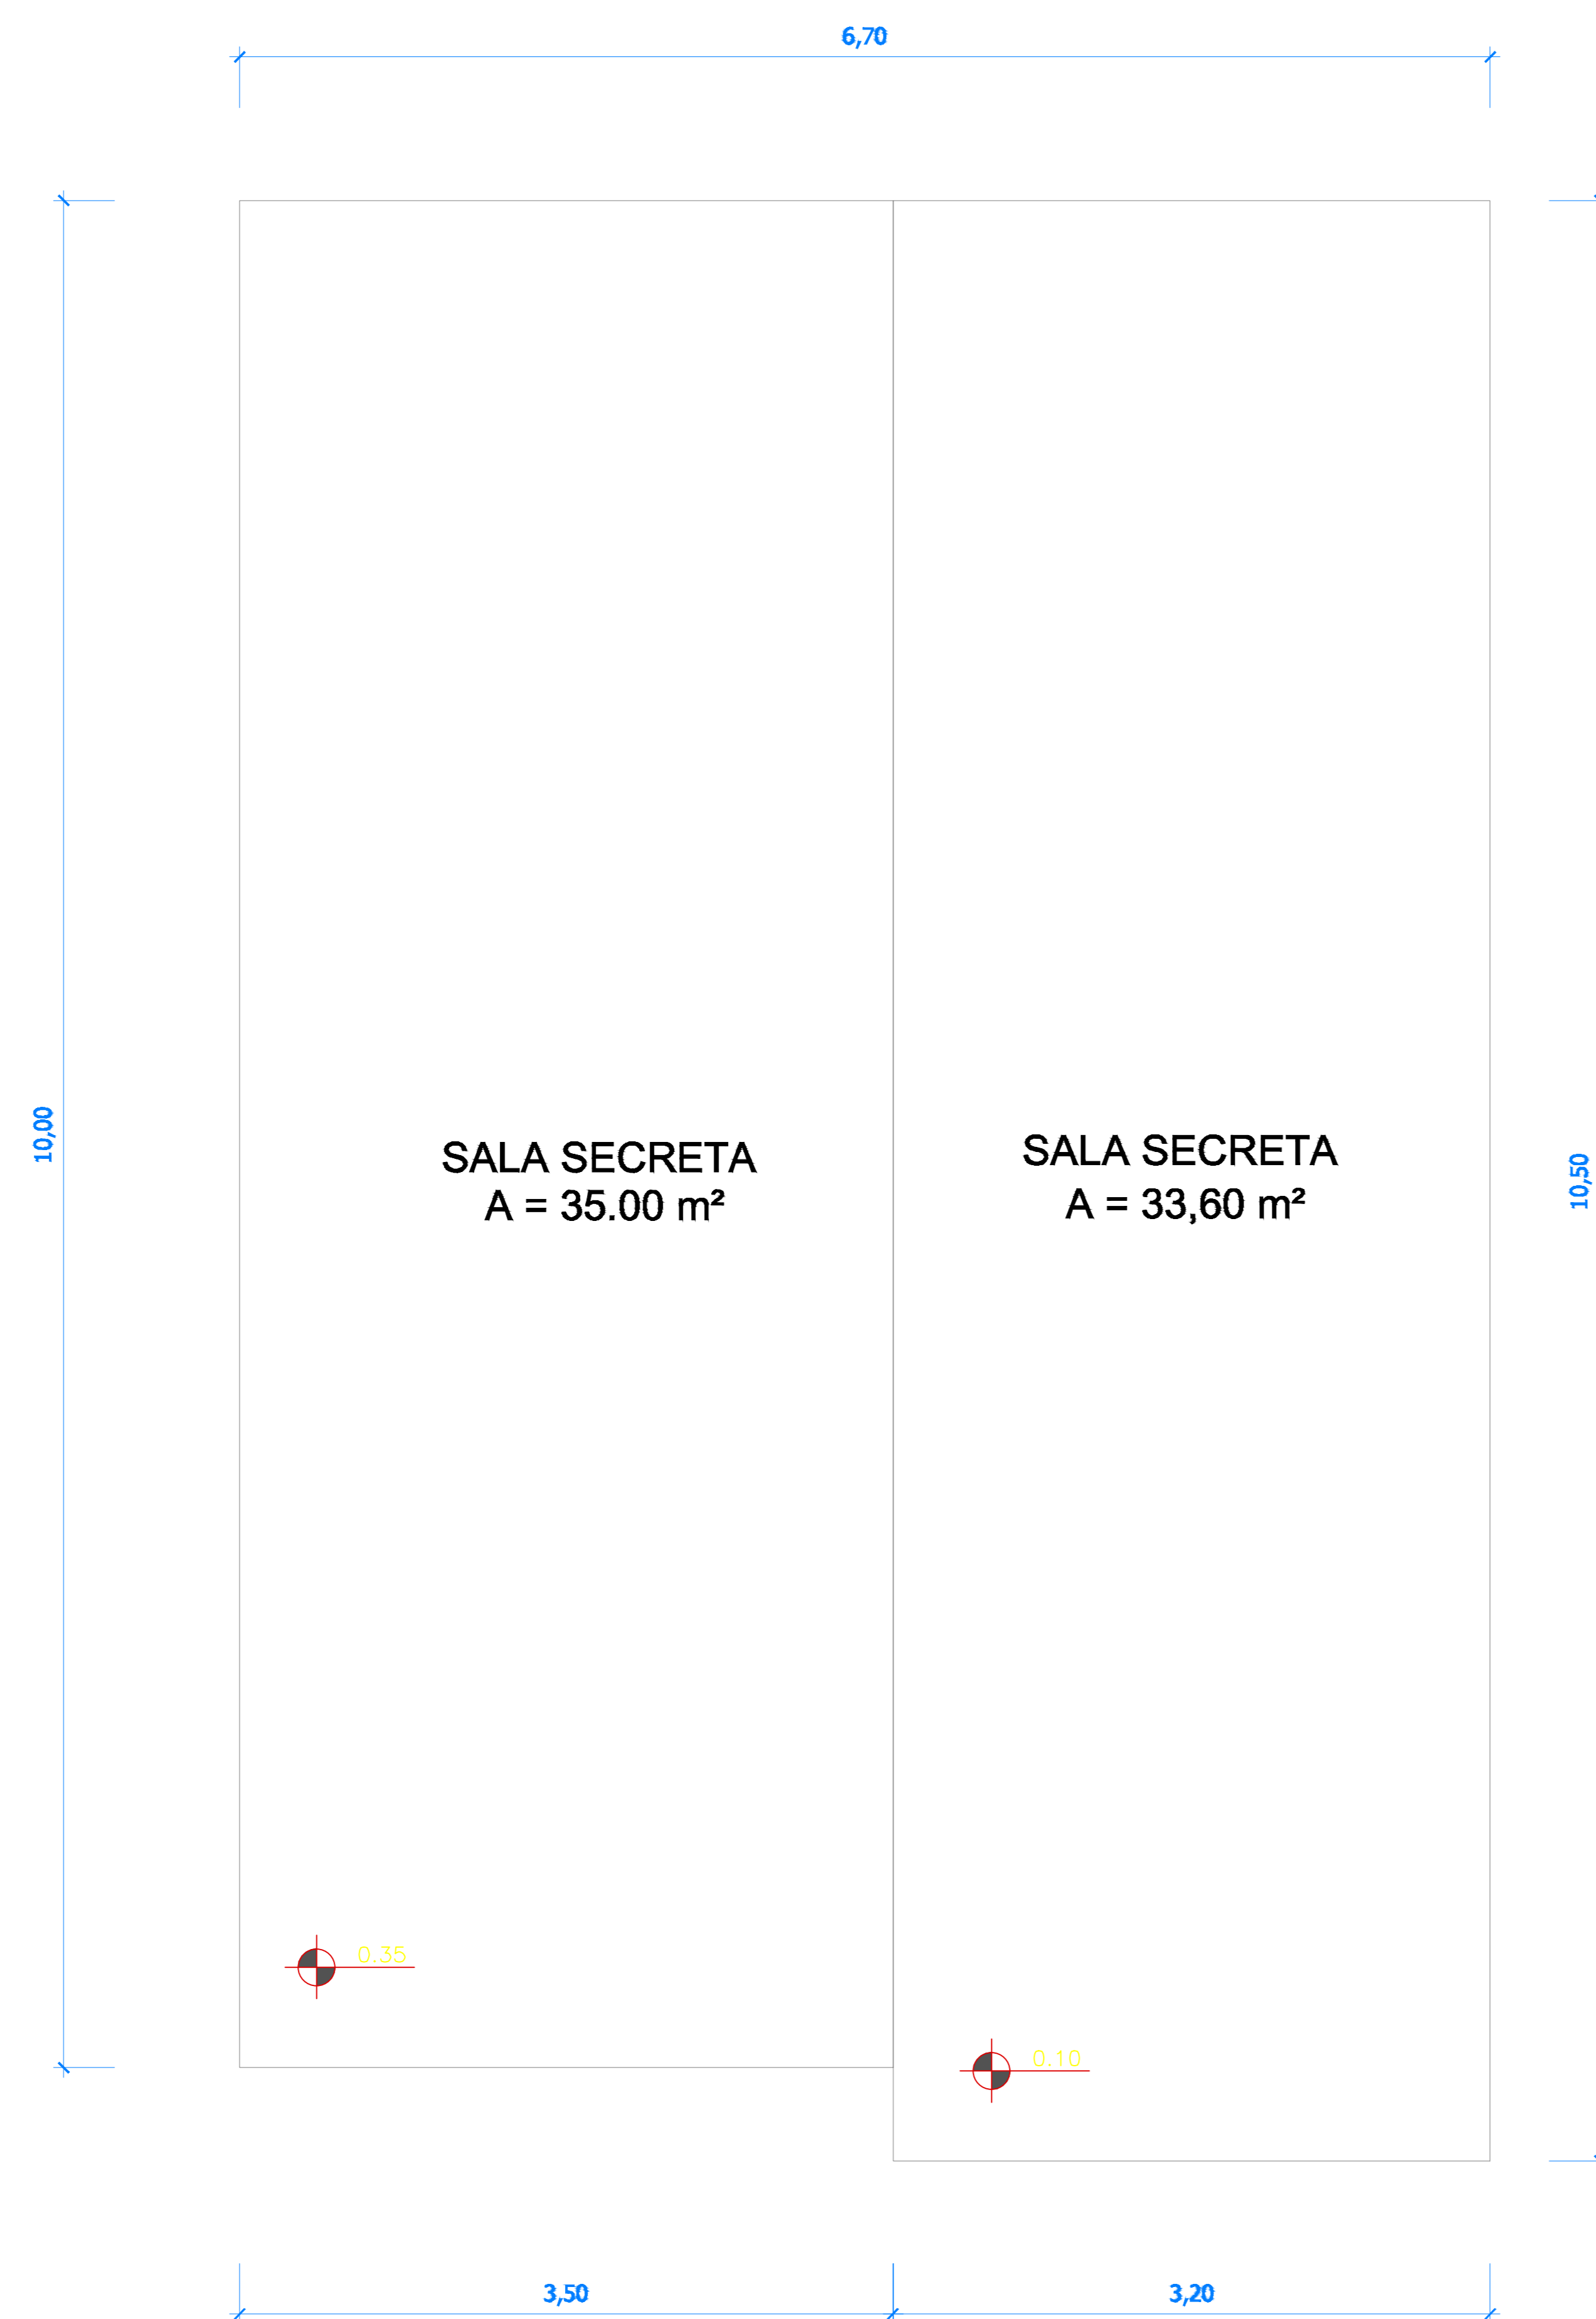 6,70
10,00
SALA SECRETA
A = 35.00 m²
SALA SECRETA
A = 33,60 m²
10,50
0.35
0.10
3,50
3,20